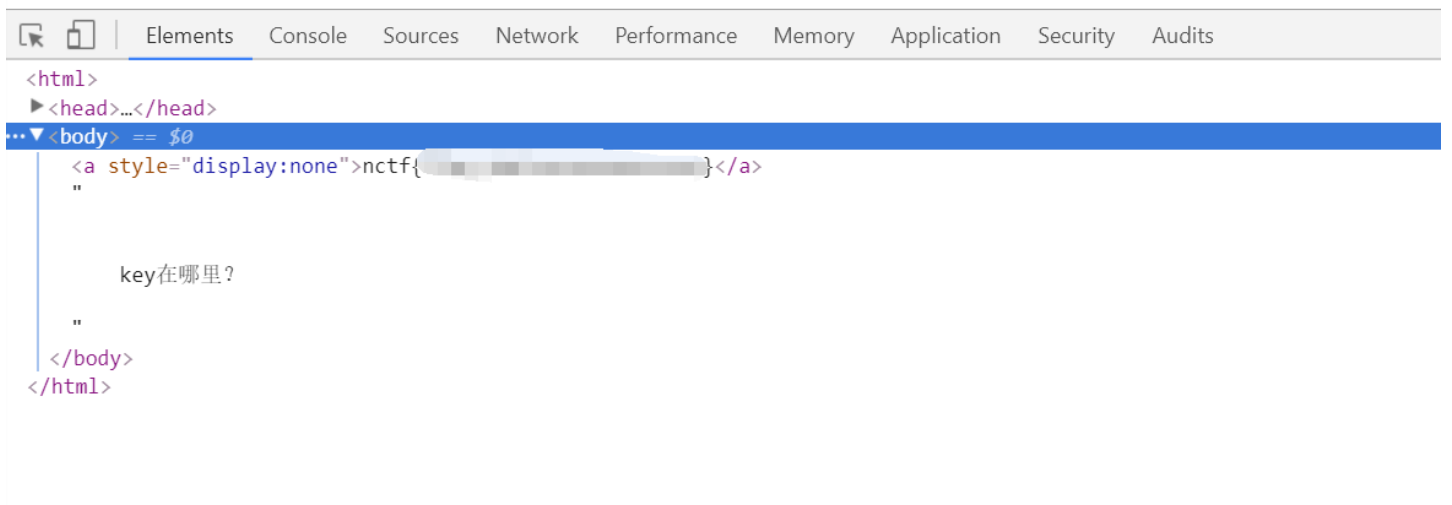 Elements Console Sources Network Performance Memory Application Security Audits
<html>
<head>…</head>
<body> == $0
<a style="display:none">nctf{}</a>
"
key在哪里？
"
</body>
</html>